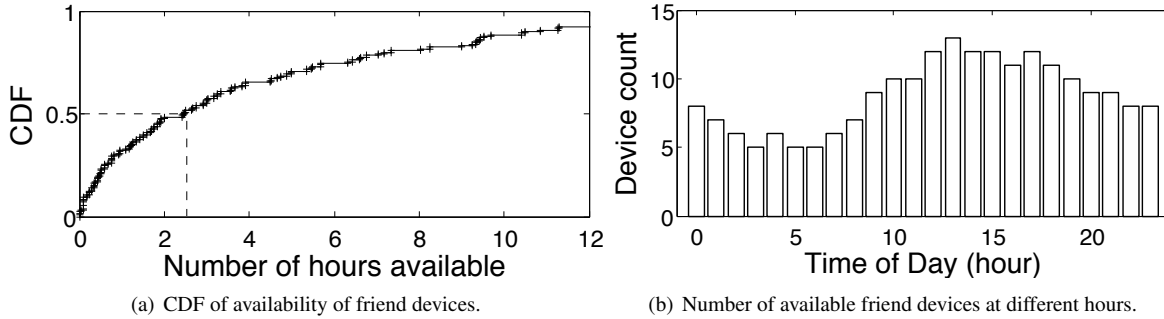 1
0.5
0
CDF
0 2 4 6 8 10 12
Number of hours available
(a) CDF of availability of friend devices.
15
10
5
0
Device count
0 5 10 15 20
Time of Day (hour)
(b) Number of available friend devices at different hours.